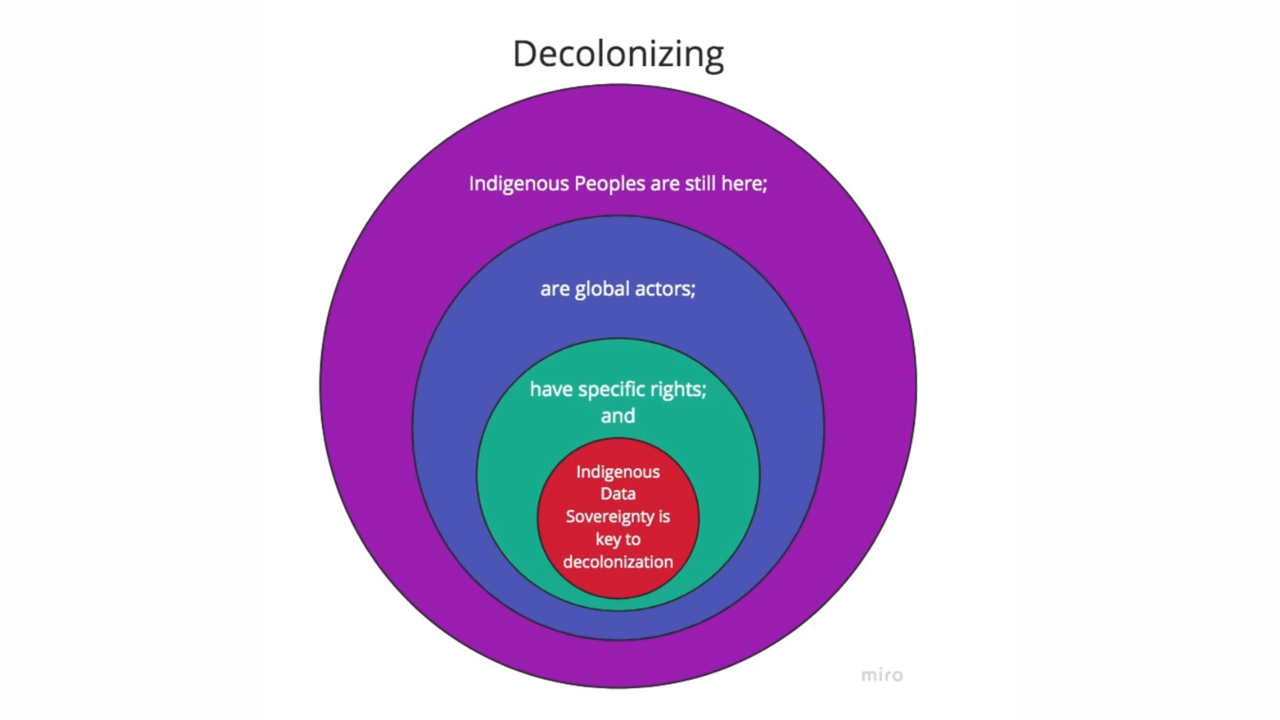 Decolonizing
Indigenous Peoples are still here;
are global actors;
have specific rights;
and
Indigenous
Data
Sovereignty is
key to
decolonization
miro